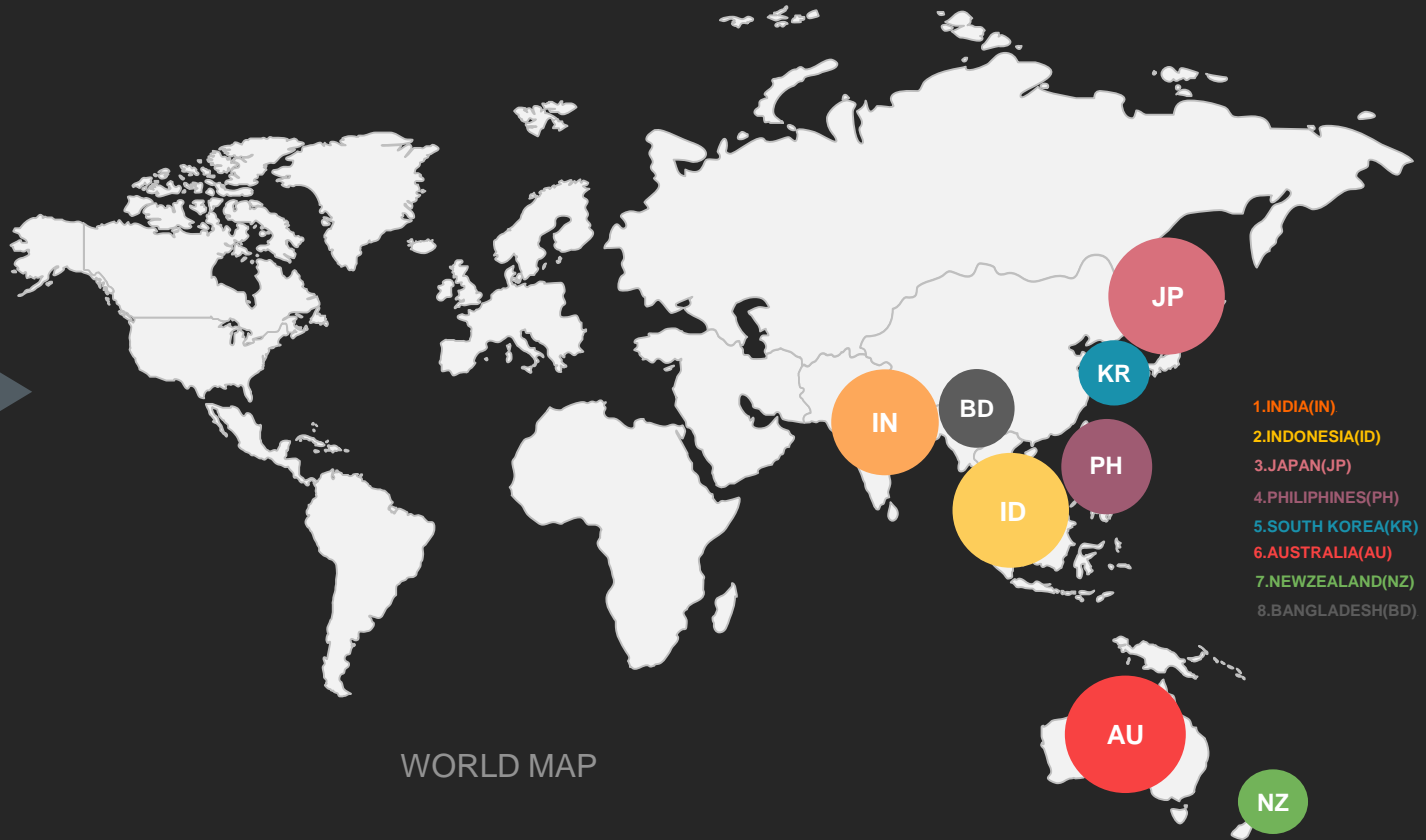 JP
KR
BD
IN
PH
ID
1.INDIA(IN)
2.INDONESIA(ID)
3.JAPAN(JP)
4.PHILIPHINES(PH)
5.SOUTH KOREA(KR)
6.AUSTRALIA(AU)
7.NEWZEALAND(NZ)
8.BANGLADESH(BD)
AU
WORLD MAP
NZ